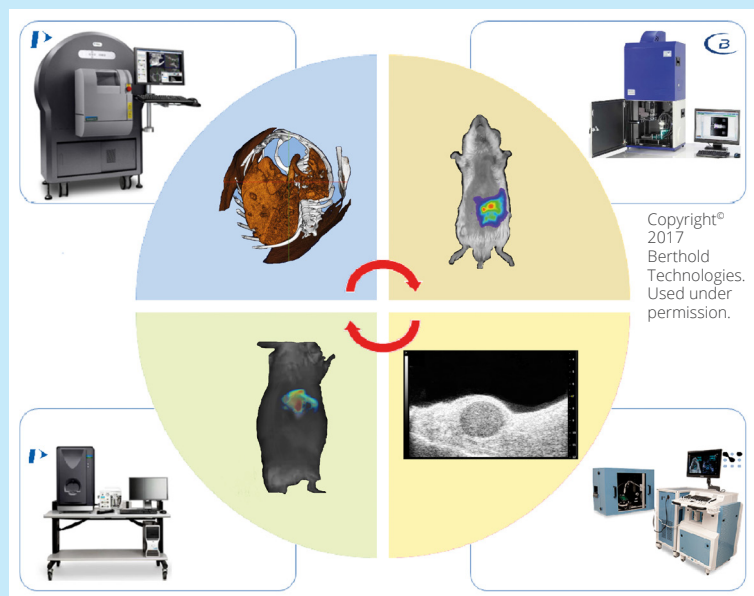 P
B
Copyright©
2017
Berthold
Technologies.
Used under
permission.
P